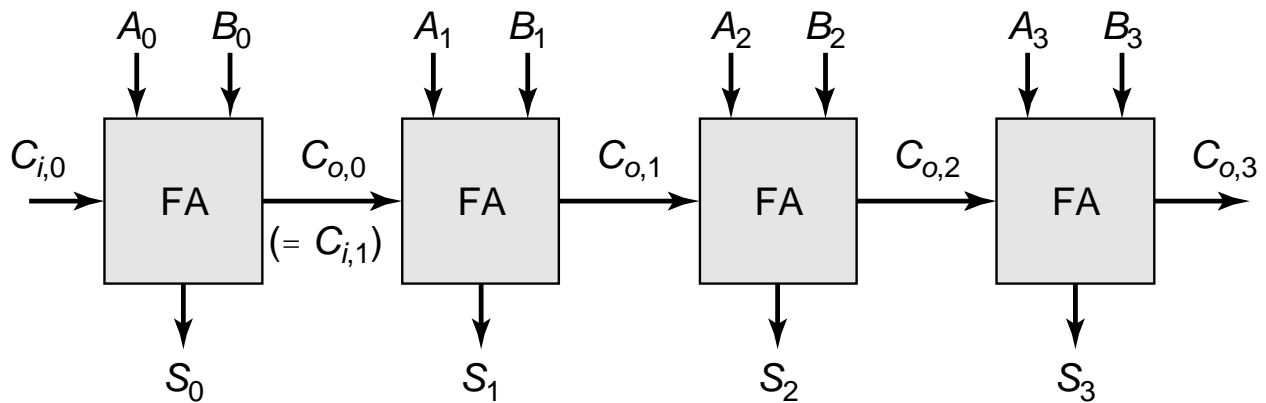 A0 B0 A1 B1 A2 B2 A3 B3
Ci,0 Co,0 Co,1 Co,2 Co,3
FA FA FA FA
(= Ci,1)
S0 S1 S2 S3